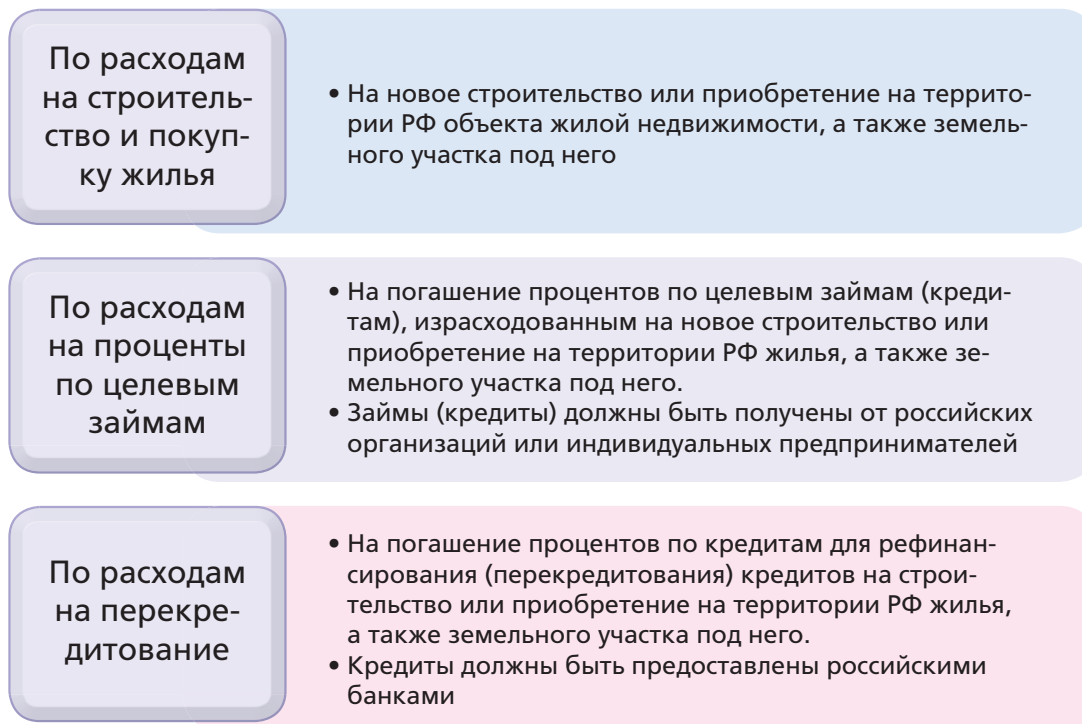 По расходам
на строитель-
ство и покуп-
ку жилья
• На новое строительство или приобретение на террито-
рии РФ объекта жилой недвижимости, а также земель-
ного участка под него
По расходам
на проценты
по целевым
займам
• На погашение процентов по целевым займам (креди-
там), израсходованным на новое строительство или
приобретение на территории РФ жилья, а также зе-
мельного участка под него.
• Займы (кредиты) должны быть получены от российских
организаций или индивидуальных предпринимателей
По расходам
на перекре-
дитование
• На погашение процентов по кредитам для рефинан-
сирования (перекредитования) кредитов на строи-
тельство или приобретение на территории РФ жилья,
а также земельного участка под него.
• Кредиты должны быть предоставлены российскими
банками